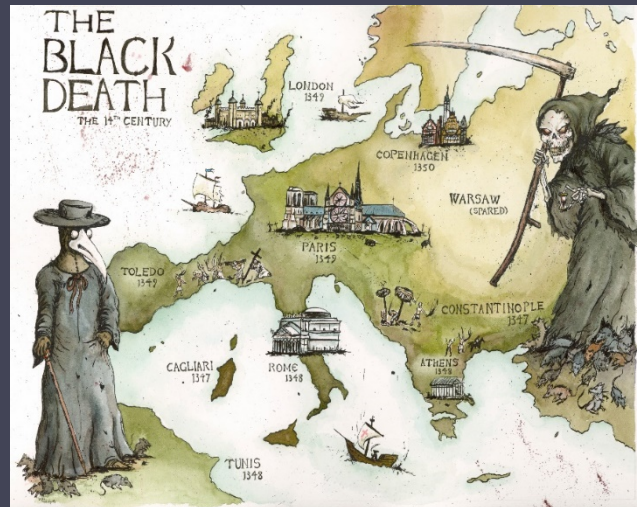 THE
BLACK
DEATH
THE 14TH CENTURY
LONDON
1349
COPENHAGEN
1350
WARSAW
(SPARED)
PARIS
1349
TOLEDO
1349
CONSTANTINOPLE
1347
CAGLIARI
1347
ROME
1348
ATHENS
1348
TUNIS
1348